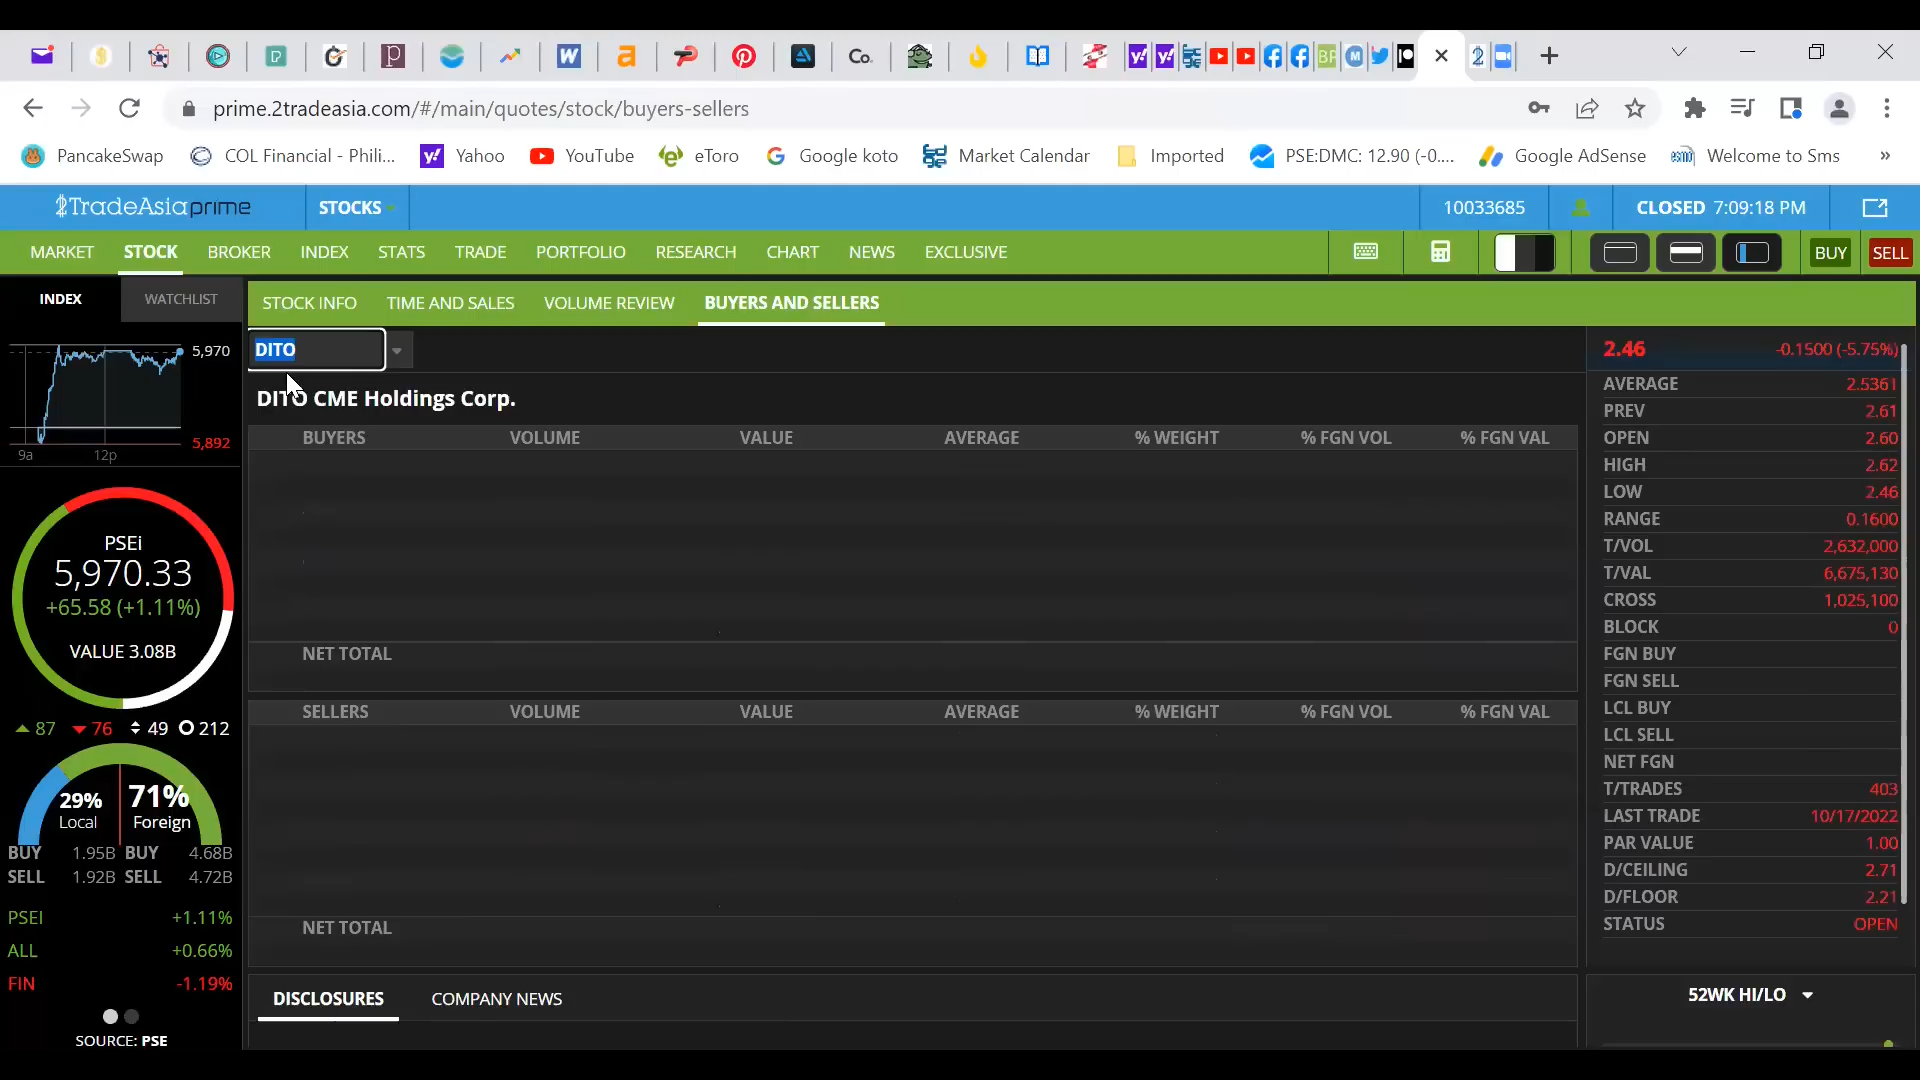 Co.
prime.2tradeasia.com/#/main/quotes/stock/buyers-sellers
PancakeSwap COL Financial - Phili... Yahoo YouTube eToro Google koto Market Calendar Imported PSE:DMC: 12.90 (-0.... Google AdSense Welcome to Sms »
2TradeAsiaprime STOCKS 10033685 CLOSED 7:09:18 PM
MARKET STOCK BROKER INDEX STATS TRADE PORTFOLIO RESEARCH CHART NEWS EXCLUSIVE BUY SELL
INDEX WATCHLIST
STOCK INFO TIME AND SALES VOLUME REVIEW BUYERS AND SELLERS
5,970
5,892
9a 12p
PSEi
5,970.33
+65.58 (+1.11%)
VALUE 3.08B
87 76 49 212
29% Local 71% Foreign
BUY 1.95B BUY 4.68B
SELL 1.92B SELL 4.72B
PSEI +1.11%
ALL +0.66%
FIN -1.19%
SOURCE: PSE
DITO
DITO CME Holdings Corp.
BUYERS VOLUME VALUE AVERAGE % WEIGHT % FGN VOL % FGN VAL
NET TOTAL
SELLERS VOLUME VALUE AVERAGE % WEIGHT % FGN VOL % FGN VAL
NET TOTAL
DISCLOSURES COMPANY NEWS
2.46 -0.1500 (-5.75%)
AVERAGE 2.5361
PREV 2.61
OPEN 2.60
HIGH 2.62
LOW 2.46
RANGE 0.1600
T/VOL 2,632,000
T/VAL 6,675,130
CROSS 1,025,100
BLOCK 0
FGN BUY
FGN SELL
LCL BUY
LCL SELL
NET FGN
T/TRADES 403
LAST TRADE 10/17/2022
PAR VALUE 1.00
D/CEILING 2.71
D/FLOOR 2.21
STATUS OPEN
52WK HI/LO